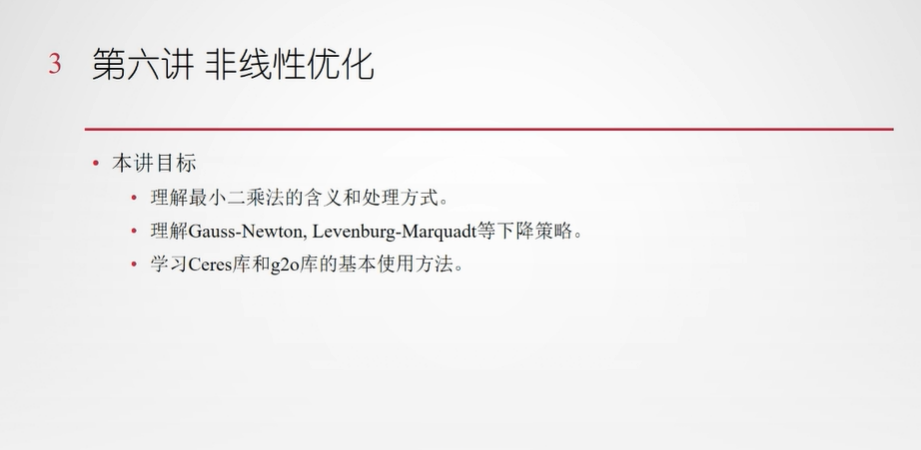 3 第六讲 非线性优化
• 本讲目标
• 理解最小二乘法的含义和处理方式。
• 理解Gauss-Newton, Levenburg-Marquadt等下降策略。
• 学习Ceres库和g2o库的基本使用方法。